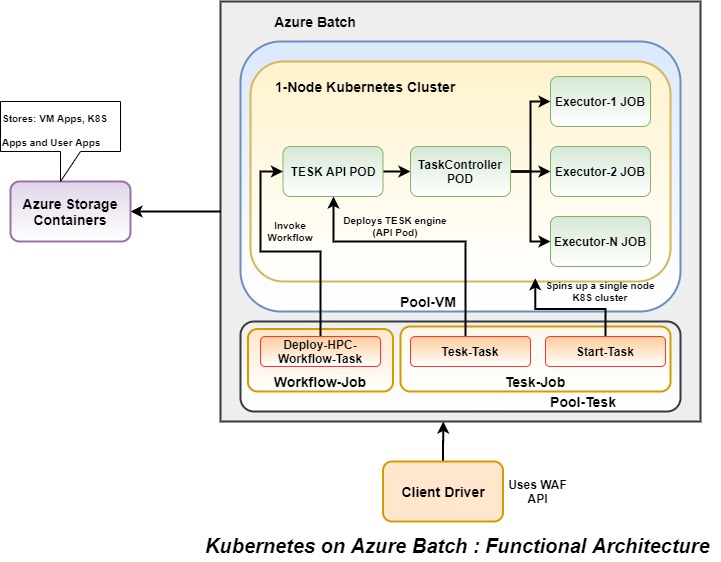 Azure Batch
1-Node Kubernetes Cluster
Stores: VM Apps, K8S
Apps and User Apps
Azure Storage
Containers
TESK API POD
TaskController
POD
Executor-1 JOB
Executor-2 JOB
Executor-N JOB
Invoke
Workflow
Deploys TESK engine
(API Pod)
Spins up a single node
K8S cluster
Pool-VM
Deploy-HPC-
Workflow-Task
Workflow-Job
Tesk-Task
Start-Task
Tesk-Job
Pool-Tesk
Client Driver
Uses WAF
API
Kubernetes on Azure Batch : Functional Architecture